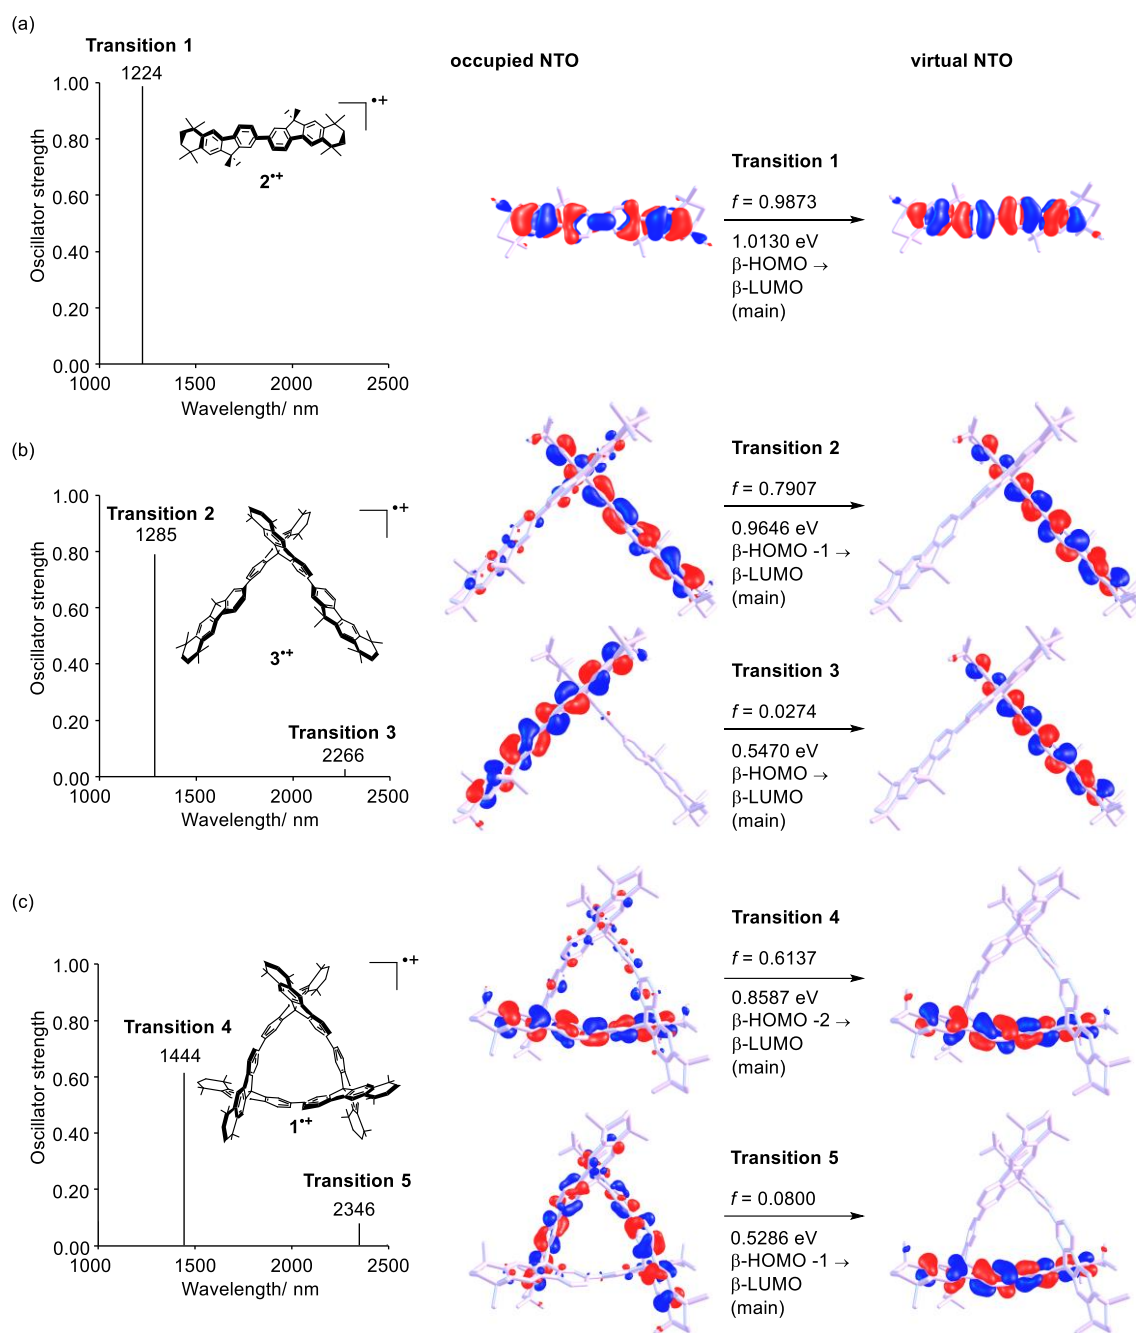 (a)
Transition 1
1224
occupied NTO
virtual NTO
1.00
0.80
0.60
0.40
0.20
0.00
Oscillator strength
•+
2•+
1000
1500
2000
2500
Wavelength/ nm
Transition 1
f = 0.9873
1.0130 eV
β-HOMO →
β-LUMO
(main)
(b)
1.00
0.80
0.60
0.40
0.20
0.00
Oscillator strength
Transition 2
1285
•+
3•+
Transition 3
2266
1000
1500
2000
2500
Wavelength/ nm
Transition 2
f = 0.7907
0.9646 eV
β-HOMO -1 →
β-LUMO
(main)
Transition 3
f = 0.0274
0.5470 eV
β-HOMO →
β-LUMO
(main)
(c)
1.00
0.80
0.60
0.40
0.20
0.00
Oscillator strength
Transition 4
1444
•+
1•+
Transition 5
2346
1000
1500
2000
2500
Wavelength/ nm
Transition 4
f = 0.6137
0.8587 eV
β-HOMO -2 →
β-LUMO
(main)
Transition 5
f = 0.0800
0.5286 eV
β-HOMO -1 →
β-LUMO
(main)